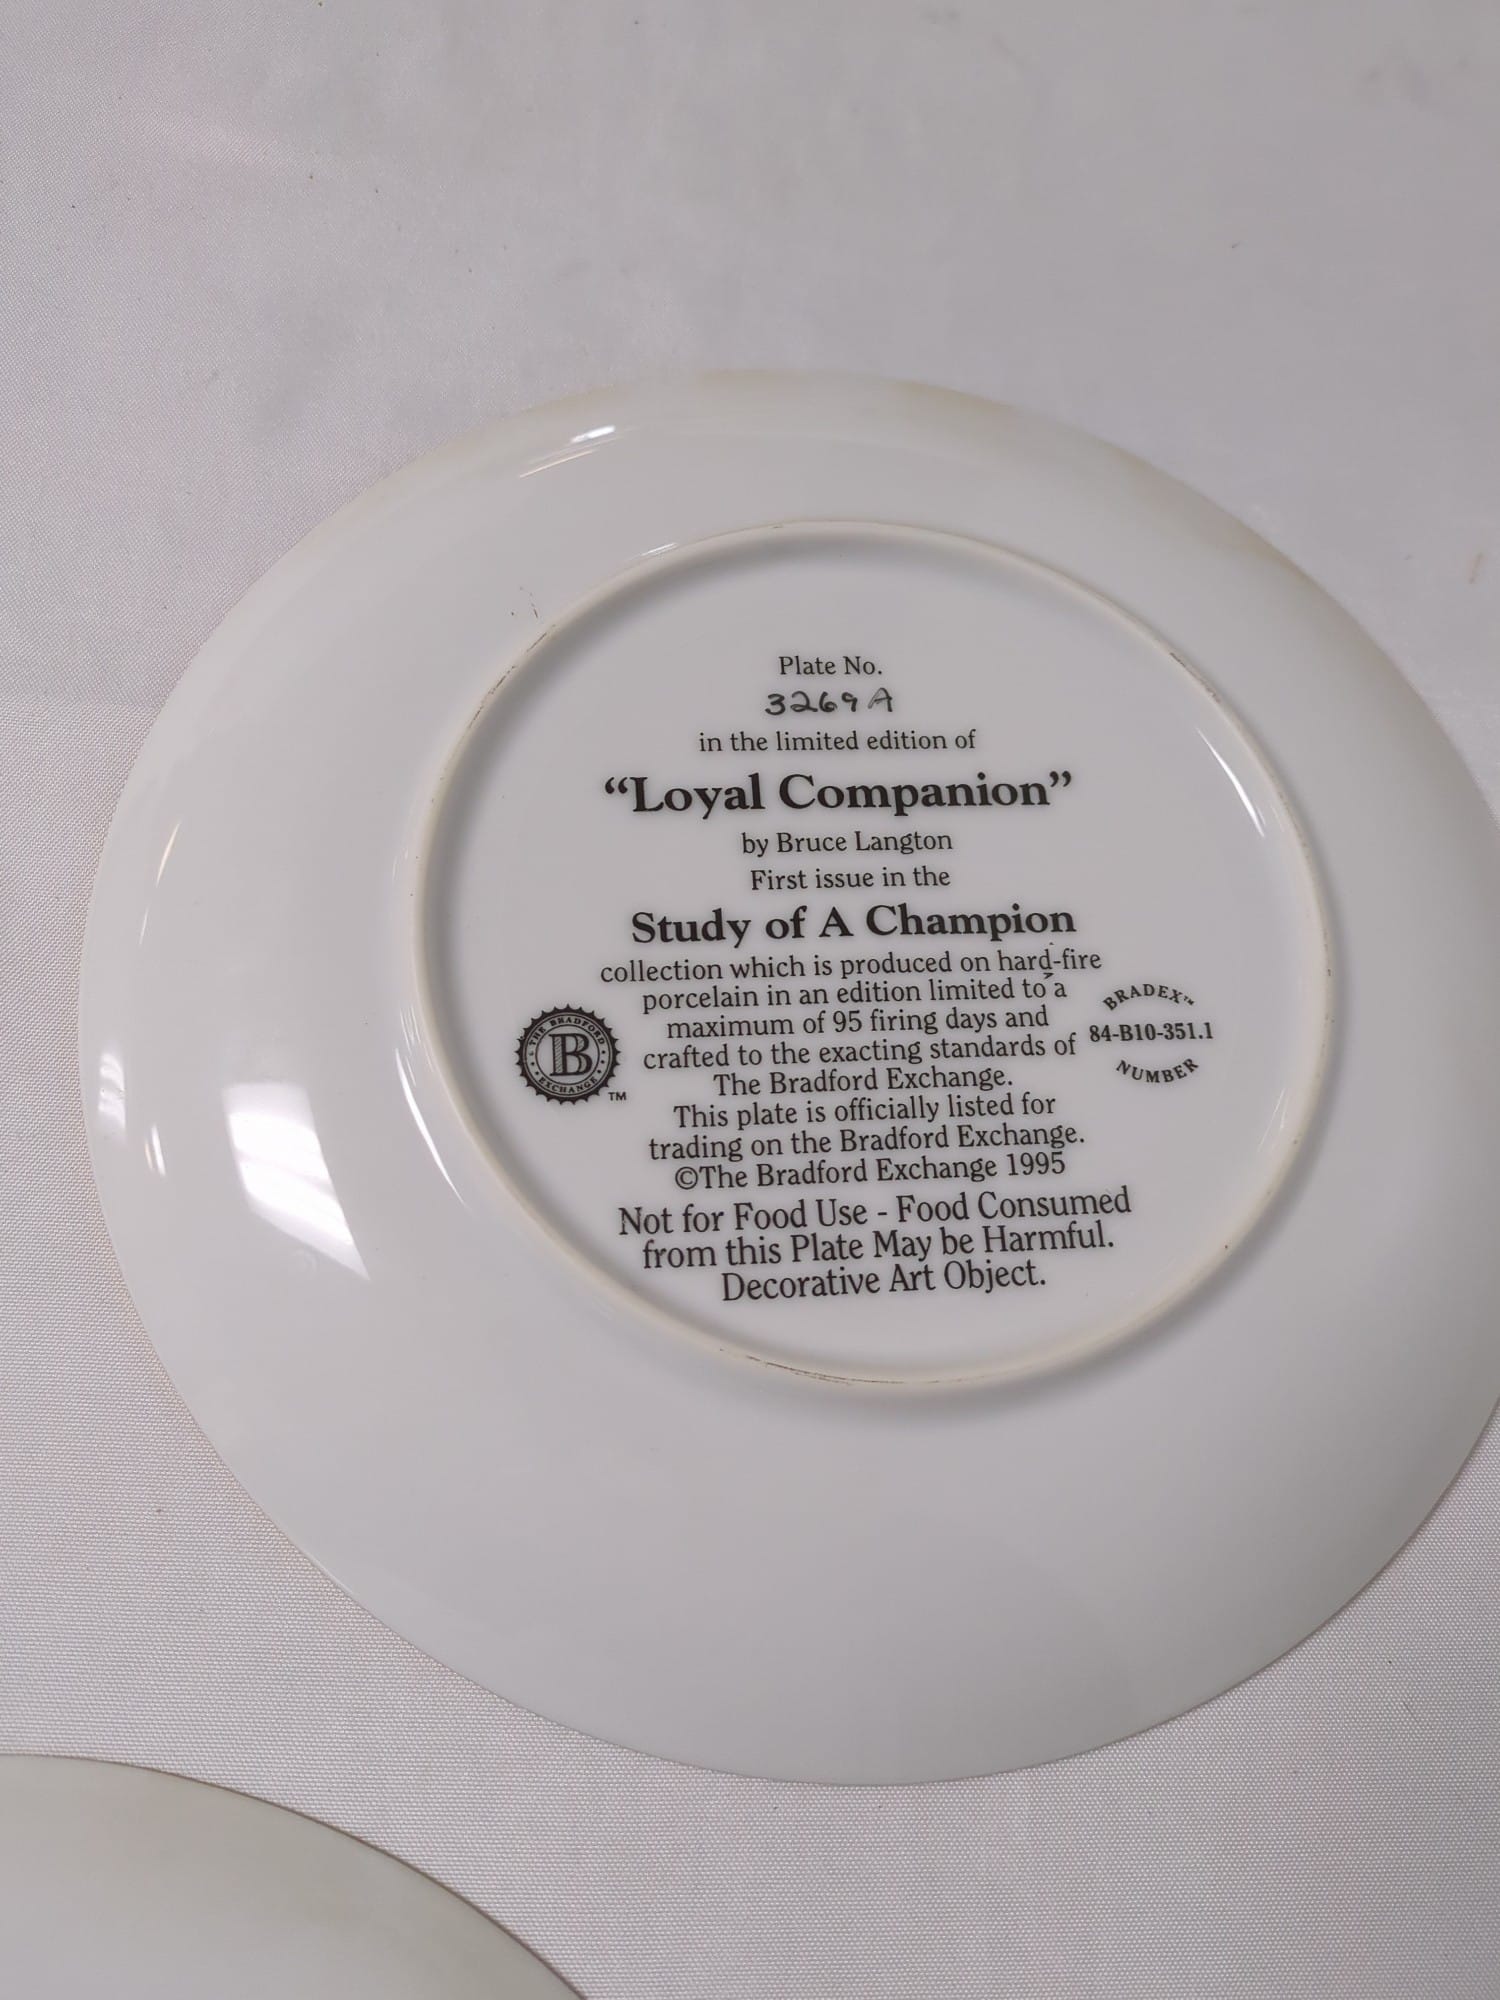 Plate No.
3269A
in the limited edition of
“Loyal Companion”
by Bruce Langton
First issue in the
Study of A Champion
collection which is produced on hard-fire
porcelain in an edition limited to a
maximum of 95 firing days and
crafted to the exacting standards of
The Bradford Exchange.
This plate is officially listed for
trading on the Bradford Exchange.
©The Bradford Exchange 1995
Not for Food Use - Food Consumed
from this Plate May be Harmful.
Decorative Art Object.
THE BRADFORD
B
EXCHANGE
TM
BRADEX™
84-B10-351.1
NUMBER